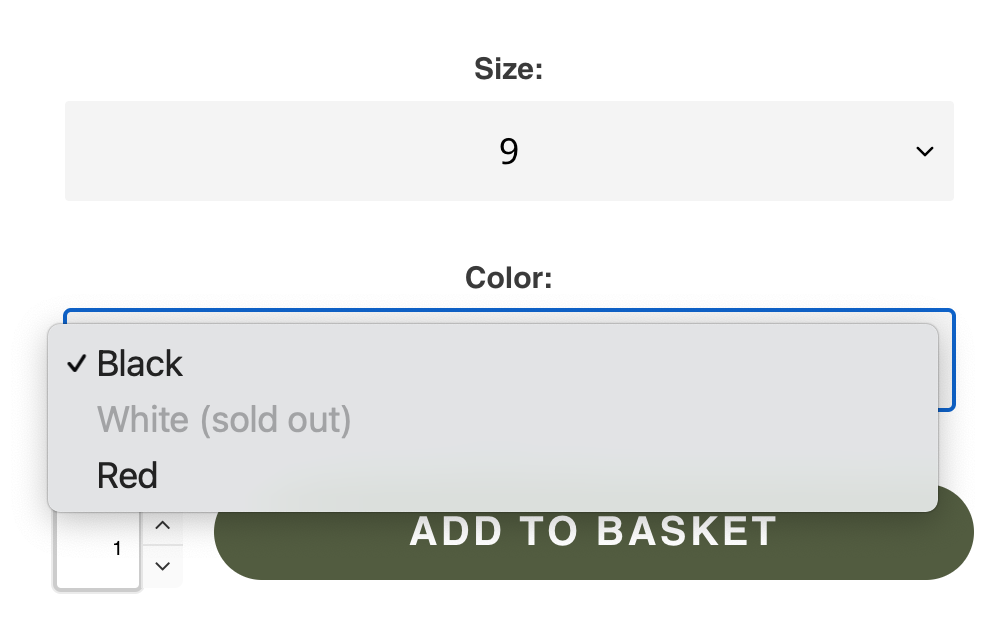 Size:
9
Color:
Black
White (sold out)
Red
1
ADD TO BASKET